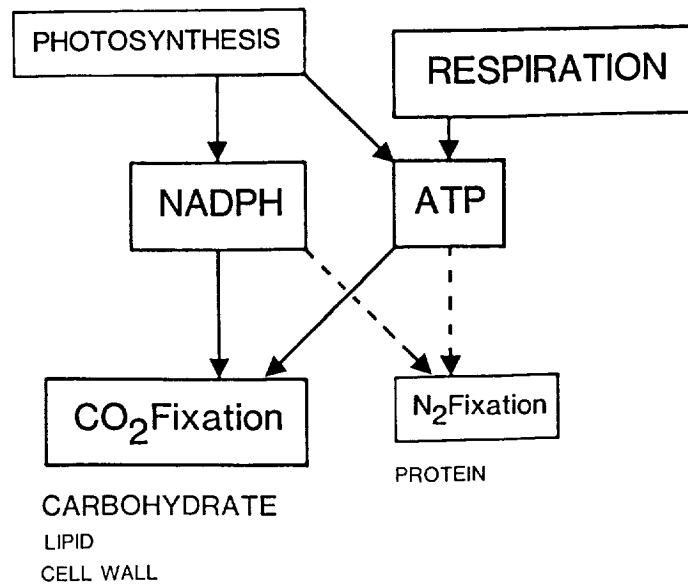 PHOTOSYNTHESIS
RESPIRATION
NADPH
ATP
CO2Fixation
N2Fixation
CARBOHYDRATE
LIPID
CELL WALL
PROTEIN